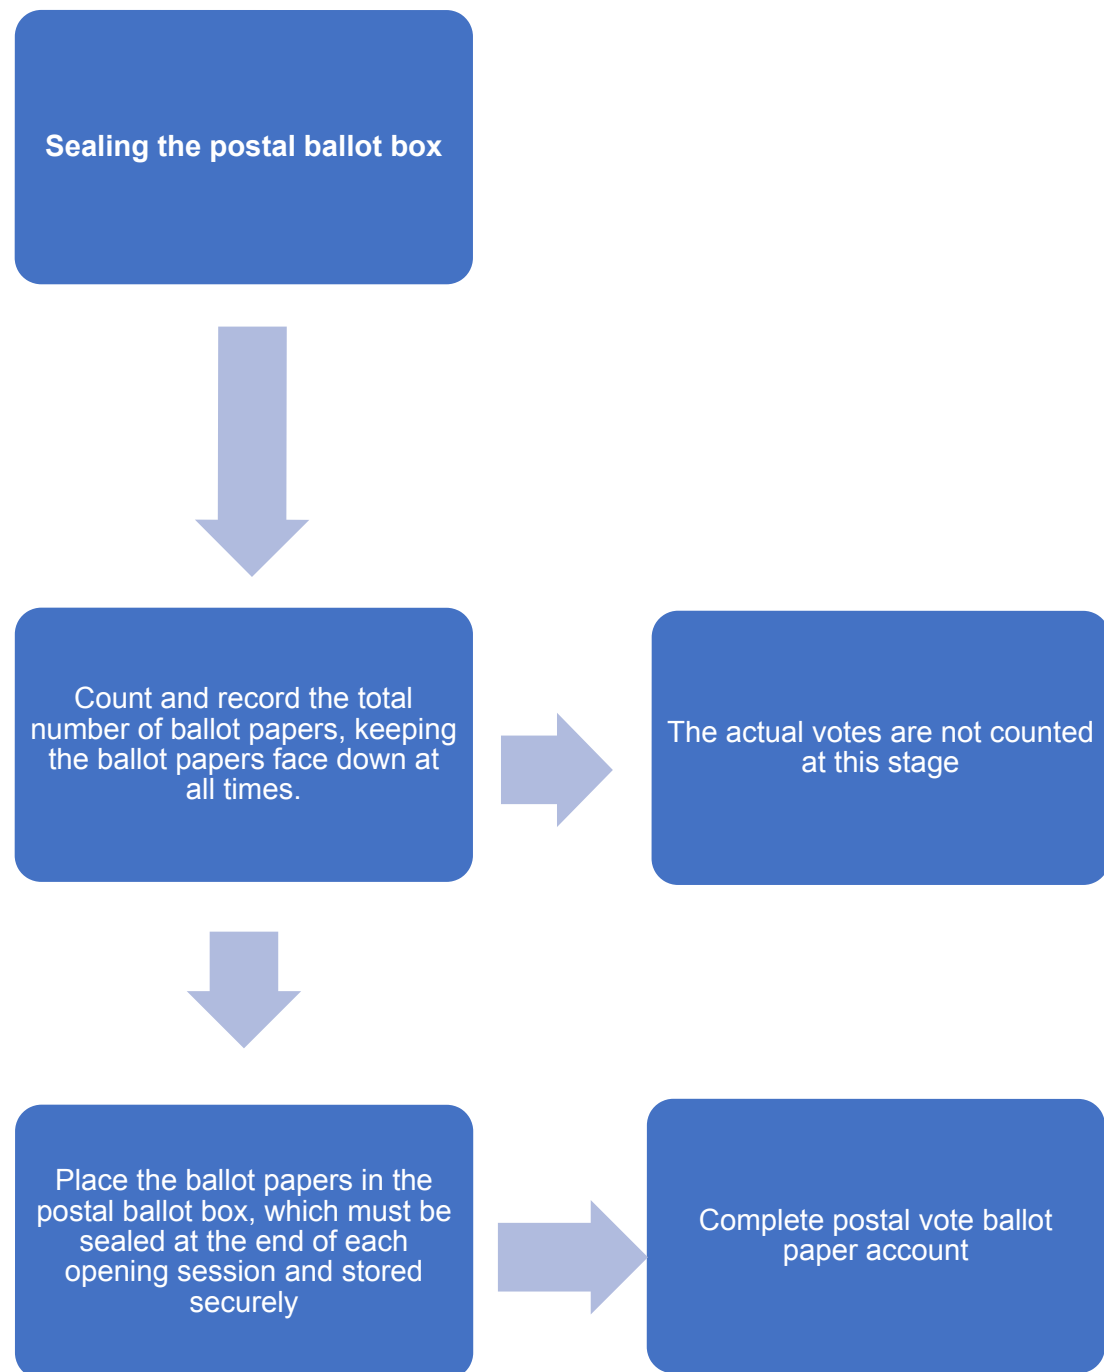 Sealing the postal ballot box
Count and record the total
number of ballot papers, keeping
the ballot papers face down at
all times.
The actual votes are not counted
at this stage
Place the ballot papers in the
postal ballot box, which must be
sealed at the end of each
opening session and stored
securely
Complete postal vote ballot
paper account